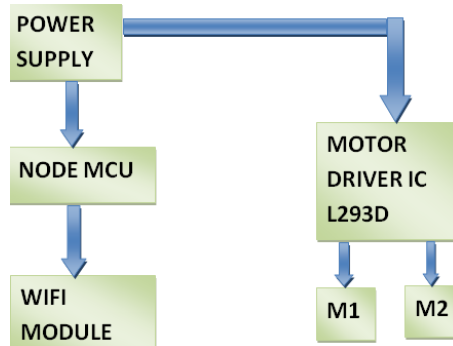 POWER
SUPPLY
NODE MCU
WIFI
MODULE
MOTOR
DRIVER IC
L293D
M1
M2